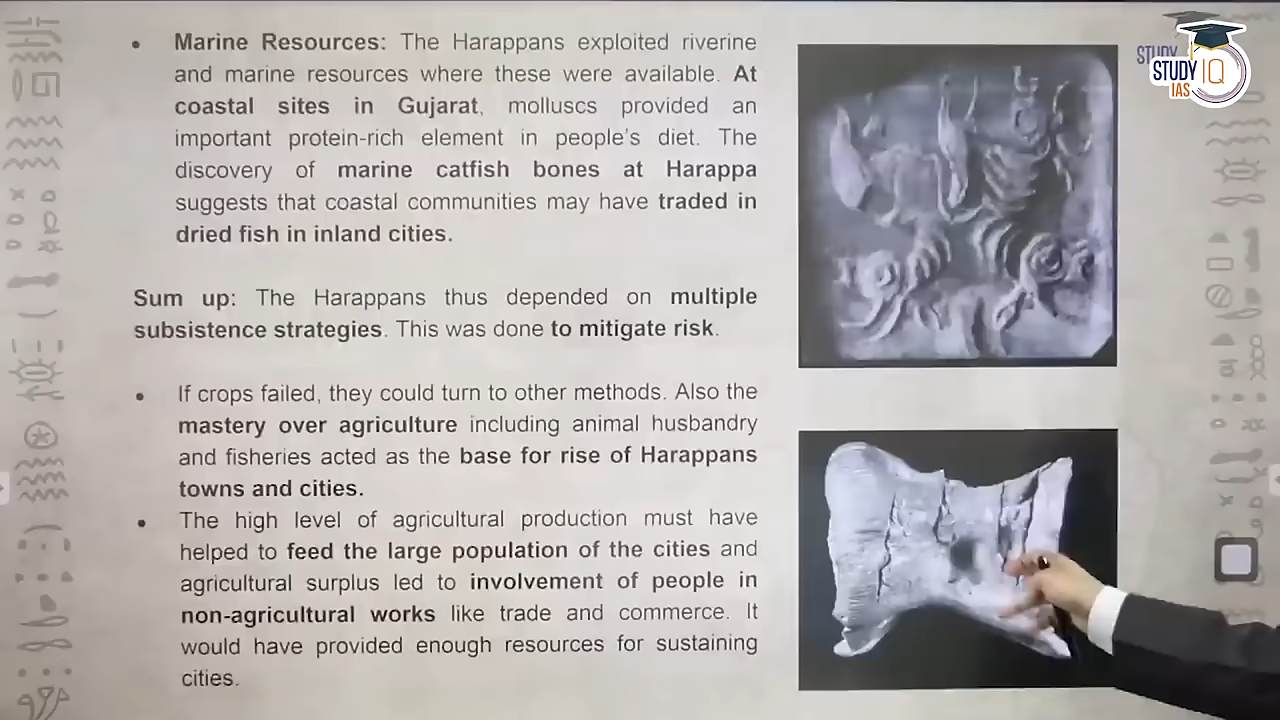 • Marine Resources: The Harappans exploited riverine
and marine resources where these were available. At
coastal sites in Gujarat, molluscs provided an
important protein-rich element in people's diet. The
discovery of marine catfish bones at Harappa
suggests that coastal communities may have traded in
dried fish in inland cities.
Sum up: The Harappans thus depended on multiple
subsistence strategies. This was done to mitigate risk.
• If crops failed, they could turn to other methods. Also the
mastery over agriculture including animal husbandry
and fisheries acted as the base for rise of Harappans
towns and cities.
• The high level of agricultural production must have
helped to feed the large population of the cities and
agricultural surplus led to involvement of people in
non-agricultural works like trade and commerce. It
would have provided enough resources for sustaining
cities.
STUDY
STUDY IQ
IAS